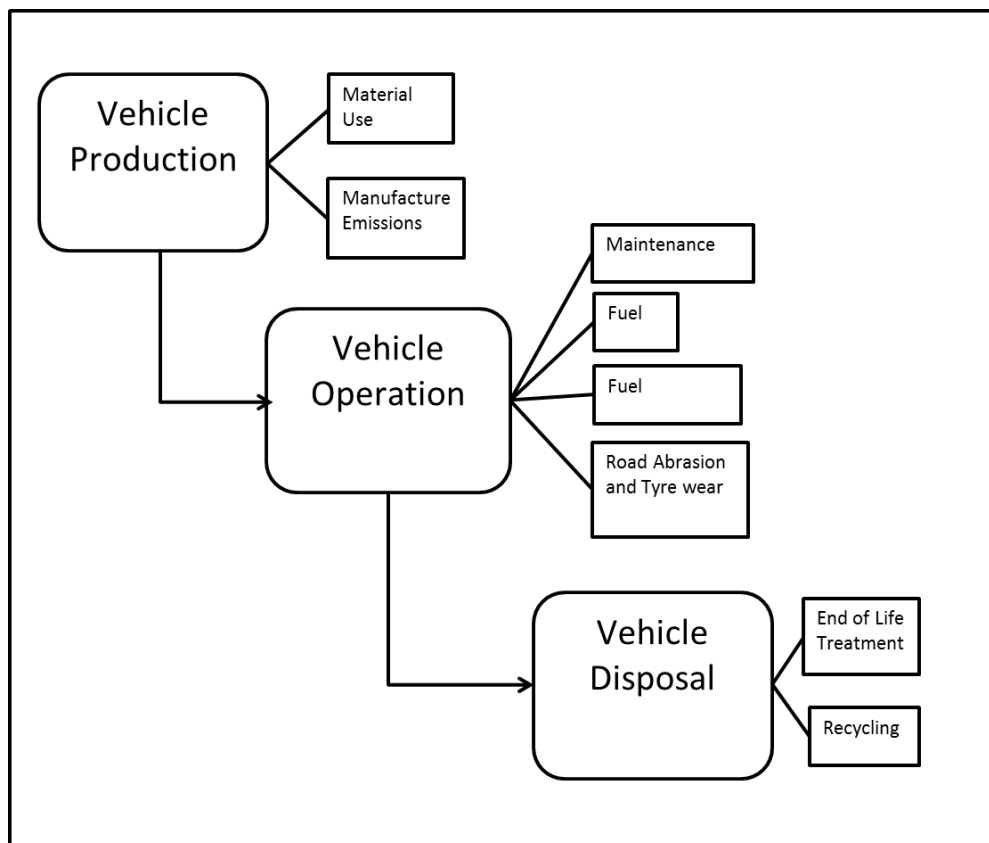 Vehicle
Production
Material
Use
Manufacture
Emissions
Vehicle
Operation
Maintenance
Fuel
Fuel
Road Abrasion
and Tyre wear
Vehicle
Disposal
End of Life
Treatment
Recycling